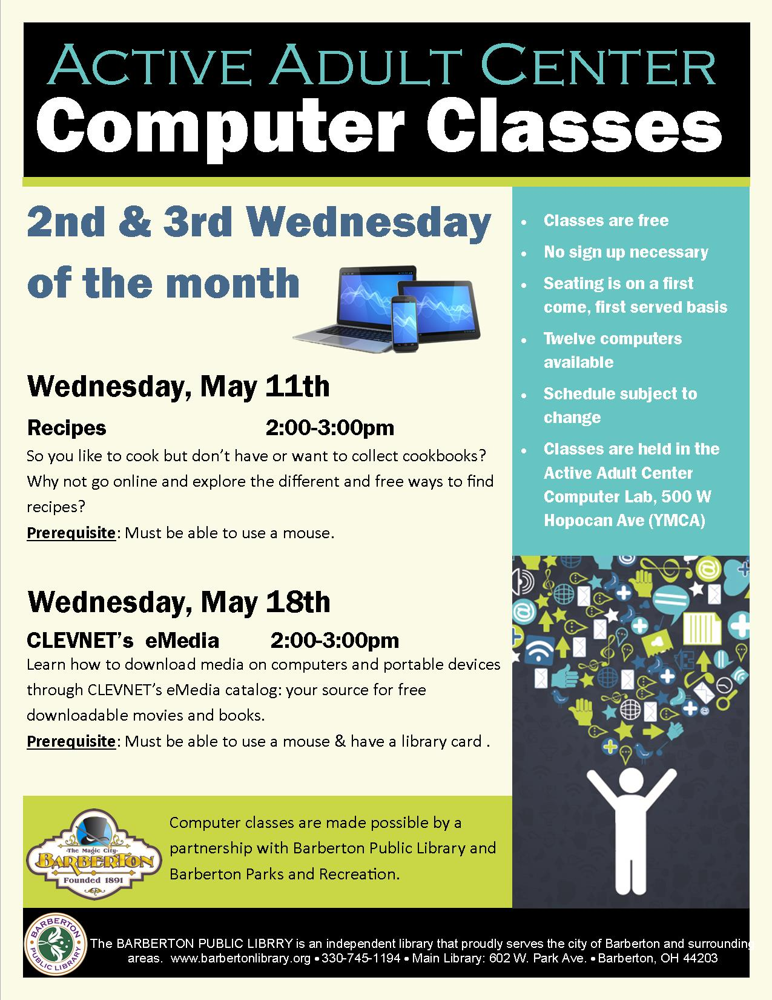 ACTIVE ADULT CENTER
Computer Classes
2nd & 3rd Wednesday
of the month
Wednesday, May 11th
Recipes 2:00-3:00pm
So you like to cook but don’t have or want to collect cookbooks?
Why not go online and explore the different and free ways to find
recipes?
Prerequisite: Must be able to use a mouse.
Wednesday, May 18th
CLEVNET’s eMedia 2:00-3:00pm
Learn how to download media on computers and portable devices
through CLEVNET’s eMedia catalog: your source for free
downloadable movies and books.
Prerequisite: Must be able to use a mouse & have a library card .
• Classes are free
• No sign up necessary
• Seating is on a first
come, first served basis
• Twelve computers
available
• Schedule subject to
change
• Classes are held in the
Active Adult Center
Computer Lab, 500 W
Hopocan Ave (YMCA)
-The Magic City-
BARBERTON
Founded 1891
Computer classes are made possible by a
partnership with Barberton Public Library and
Barberton Parks and Recreation.
BARBERTON
PUBLIC LIBRARY
The BARBERTON PUBLIC LIBRRY is an independent library that proudly serves the city of Barberton and surrounding
areas. www.barbertonlibrary.org • 330-745-1194 • Main Library: 602 W. Park Ave. • Barberton, OH 44203